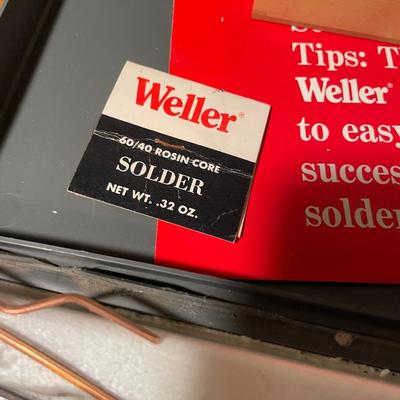 Weller®
60/40 ROSIN CORE
SOLDER
NET WT. .32 OZ.
Tips: T
Weller®
to easy
succes
solder